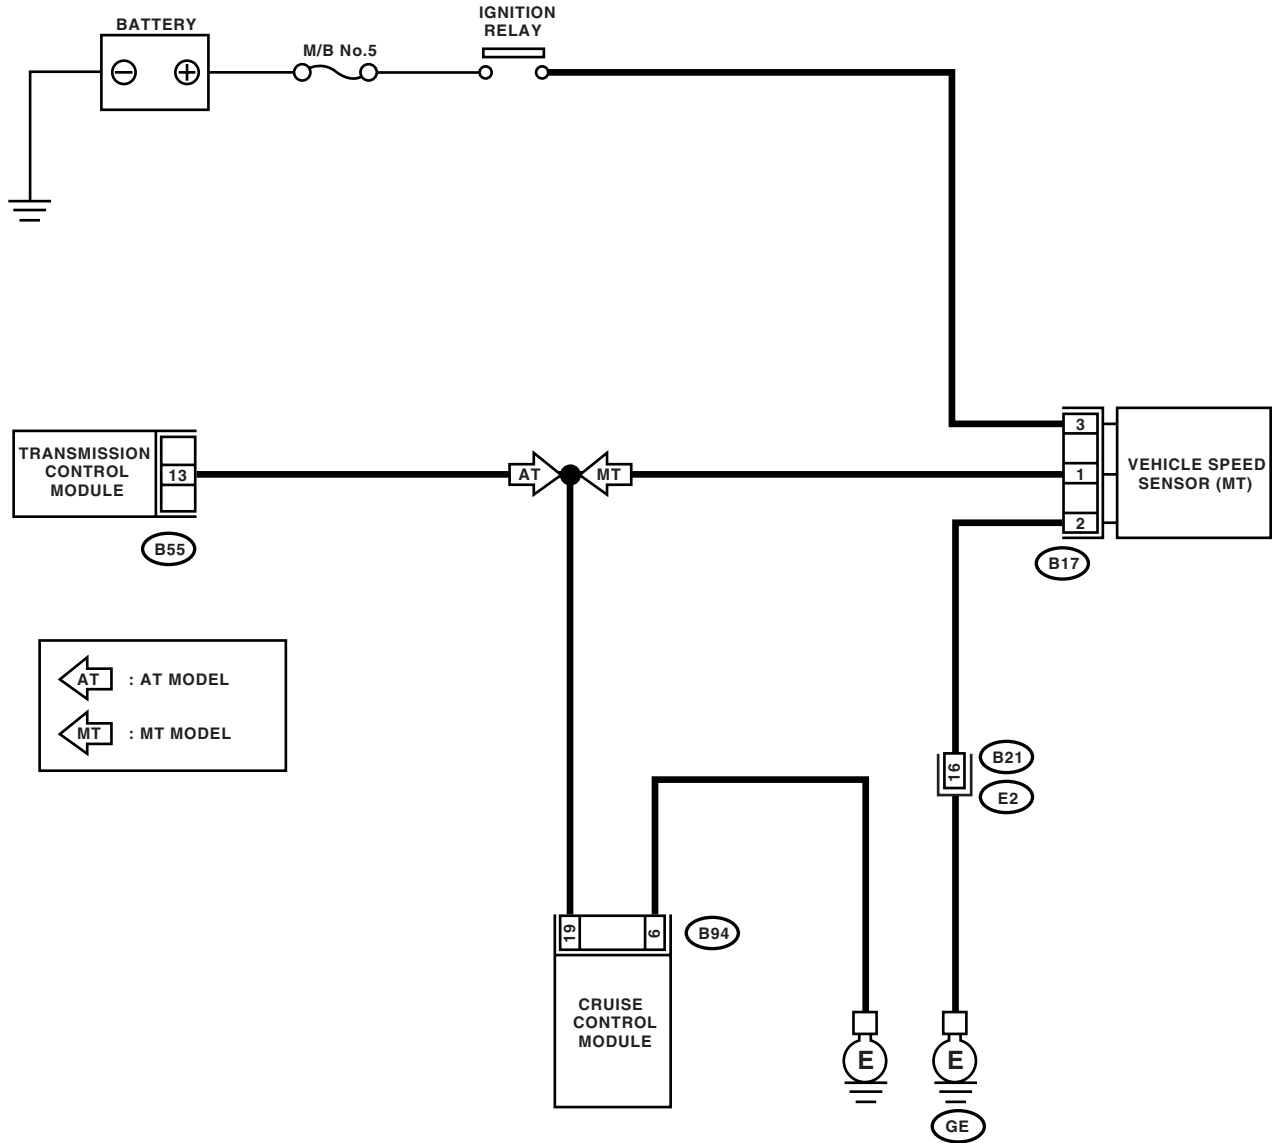 IGNITION
RELAY
BATTERY
M/B No.5
3
TRANSMISSION
CONTROL
MODULE
13
AT
MT
1
VEHICLE SPEED
SENSOR (MT)
2
B55
B17
AT : AT MODEL
MT : MT MODEL
16
B21
E2
19
6
B94
CRUISE
CONTROL
MODULE
E
E
GE